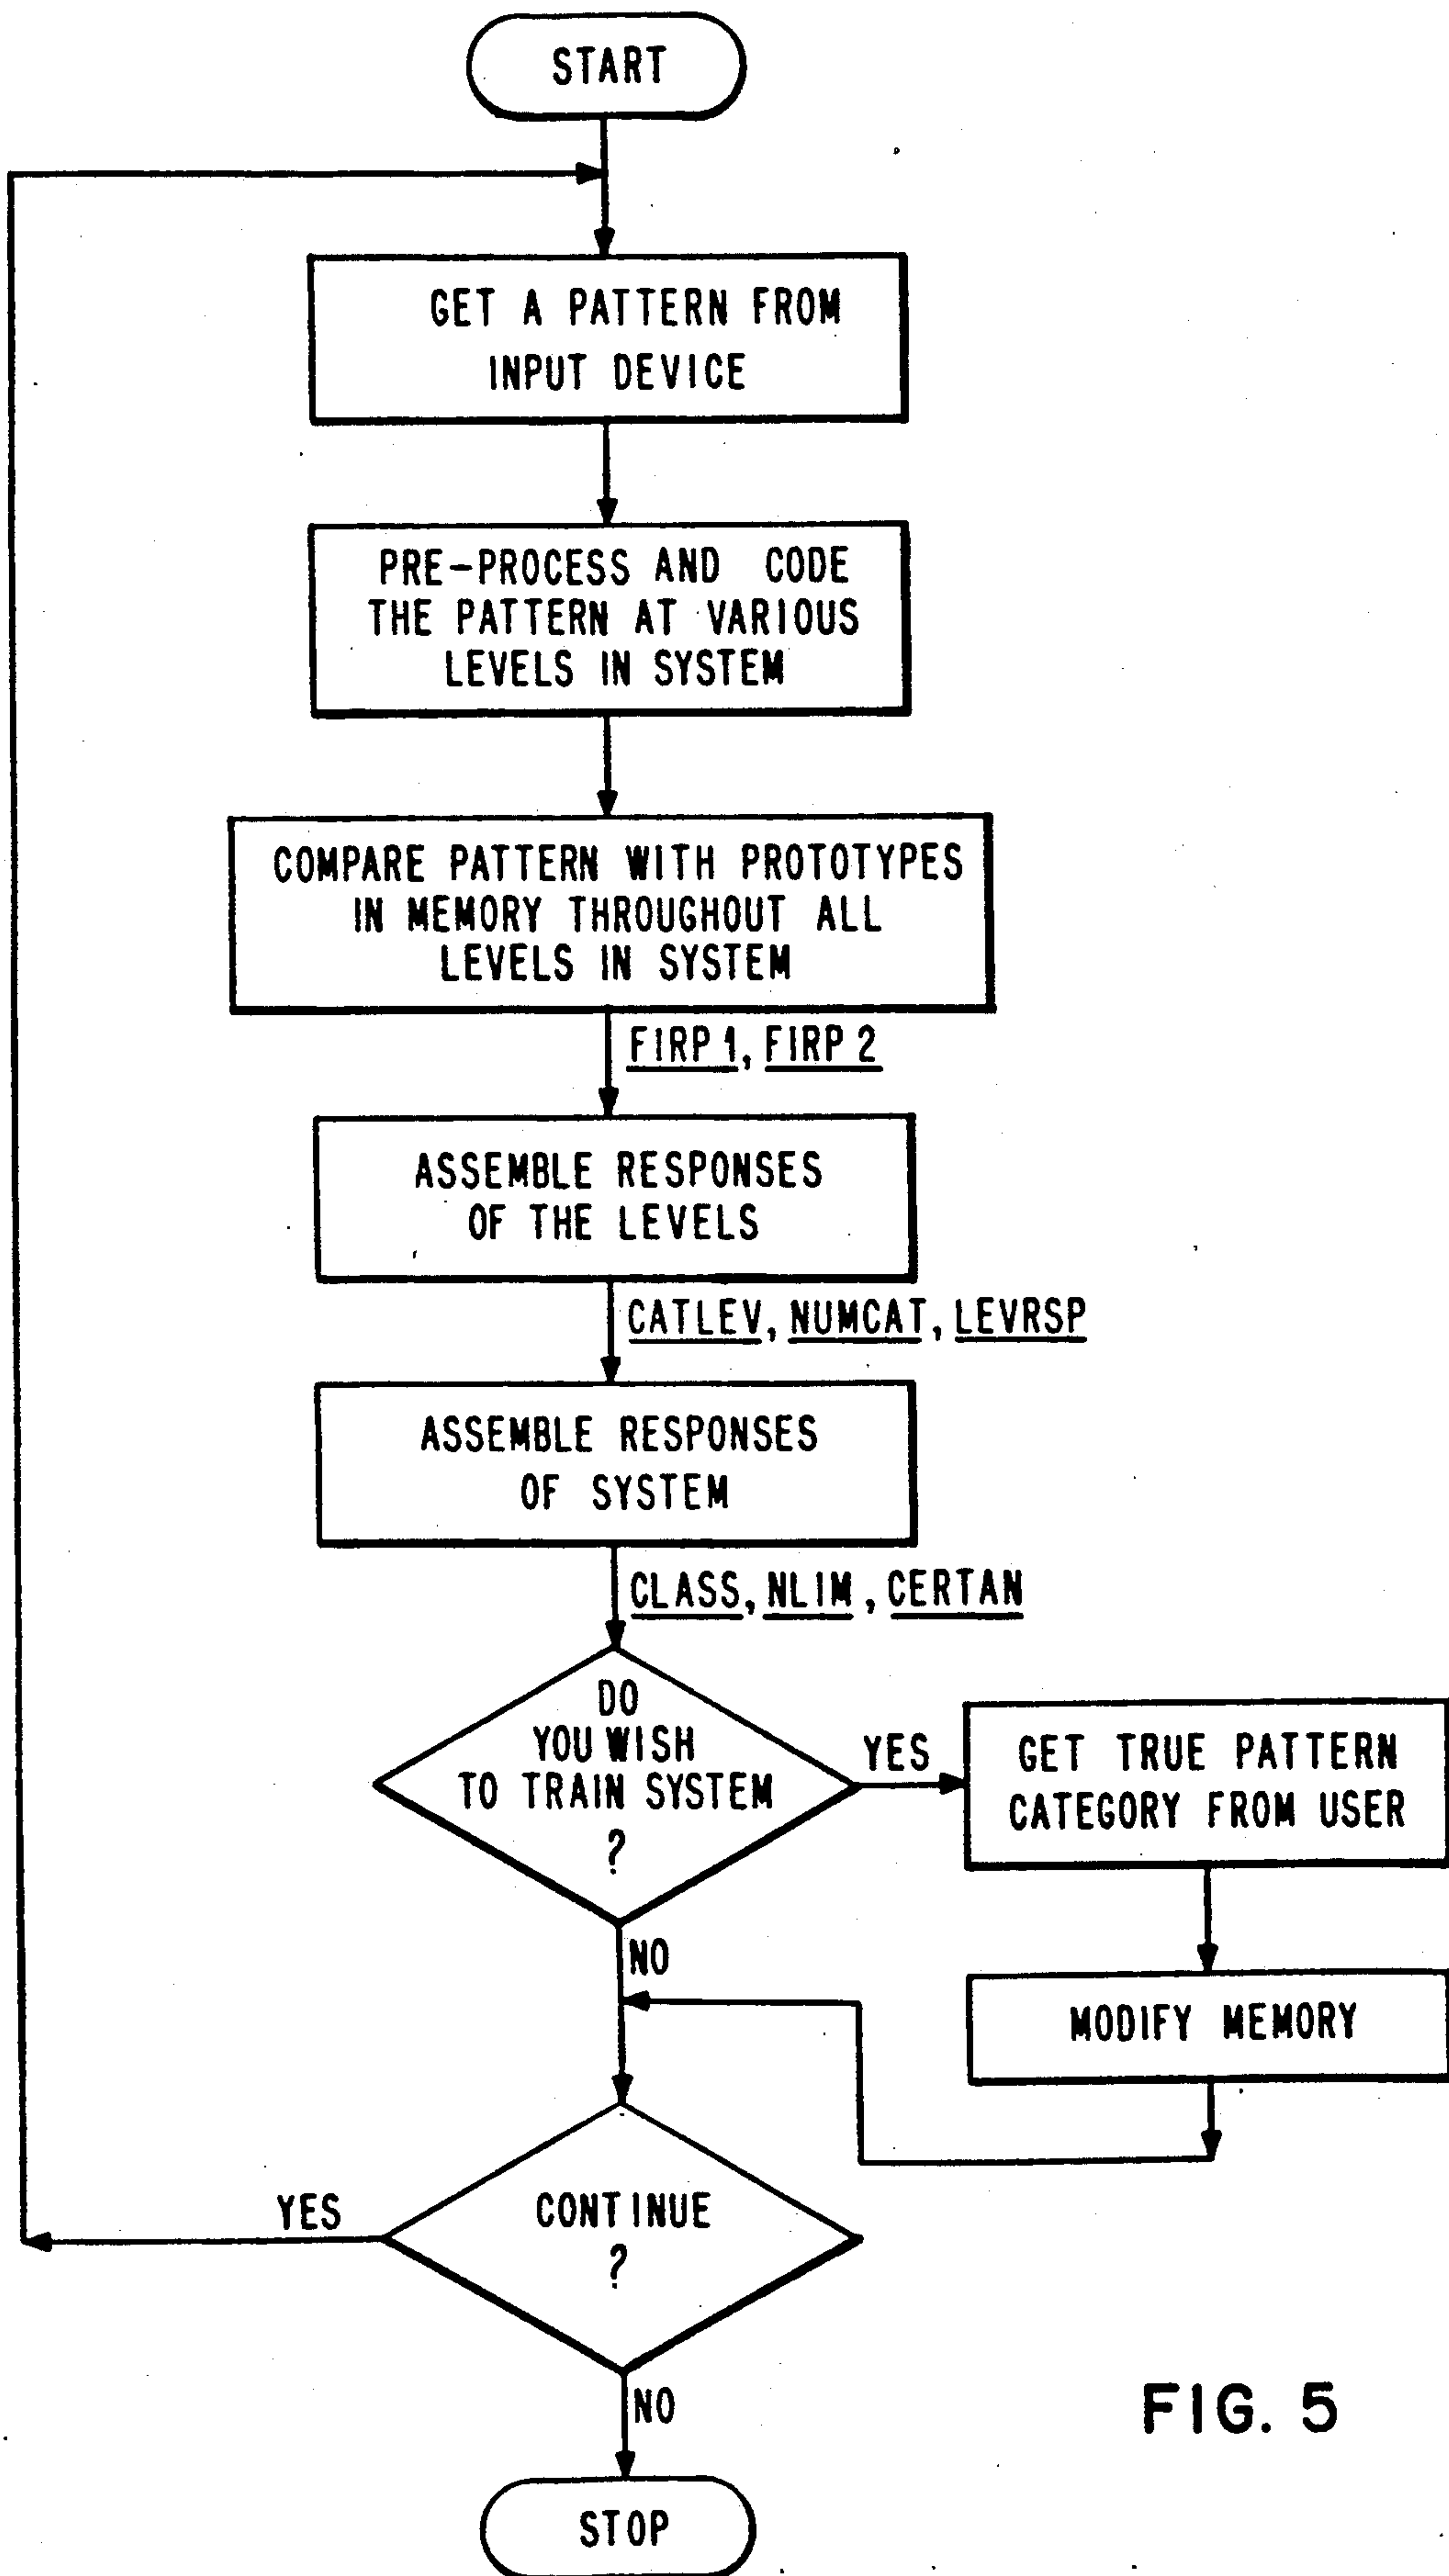 START
GET A PATTERN FROM
INPUT DEVICE
PRE-PROCESS AND CODE
THE PATTERN AT VARIOUS
LEVELS IN SYSTEM
COMPARE PATTERN WITH PROTOTYPES
IN MEMORY THROUGHOUT ALL
LEVELS IN SYSTEM
FIRP 1, FIRP 2
ASSEMBLE RESPONSES
OF THE LEVELS
CATLEV, NUMCAT, LEVRSP
ASSEMBLE RESPONSES
OF SYSTEM
CLASS, NLIM, CERTAN
DO
YOU WISH
TO TRAIN SYSTEM
?
YES
GET TRUE PATTERN
CATEGORY FROM USER
NO
MODIFY MEMORY
YES
CONTINUE
?
NO
STOP
FIG. 5